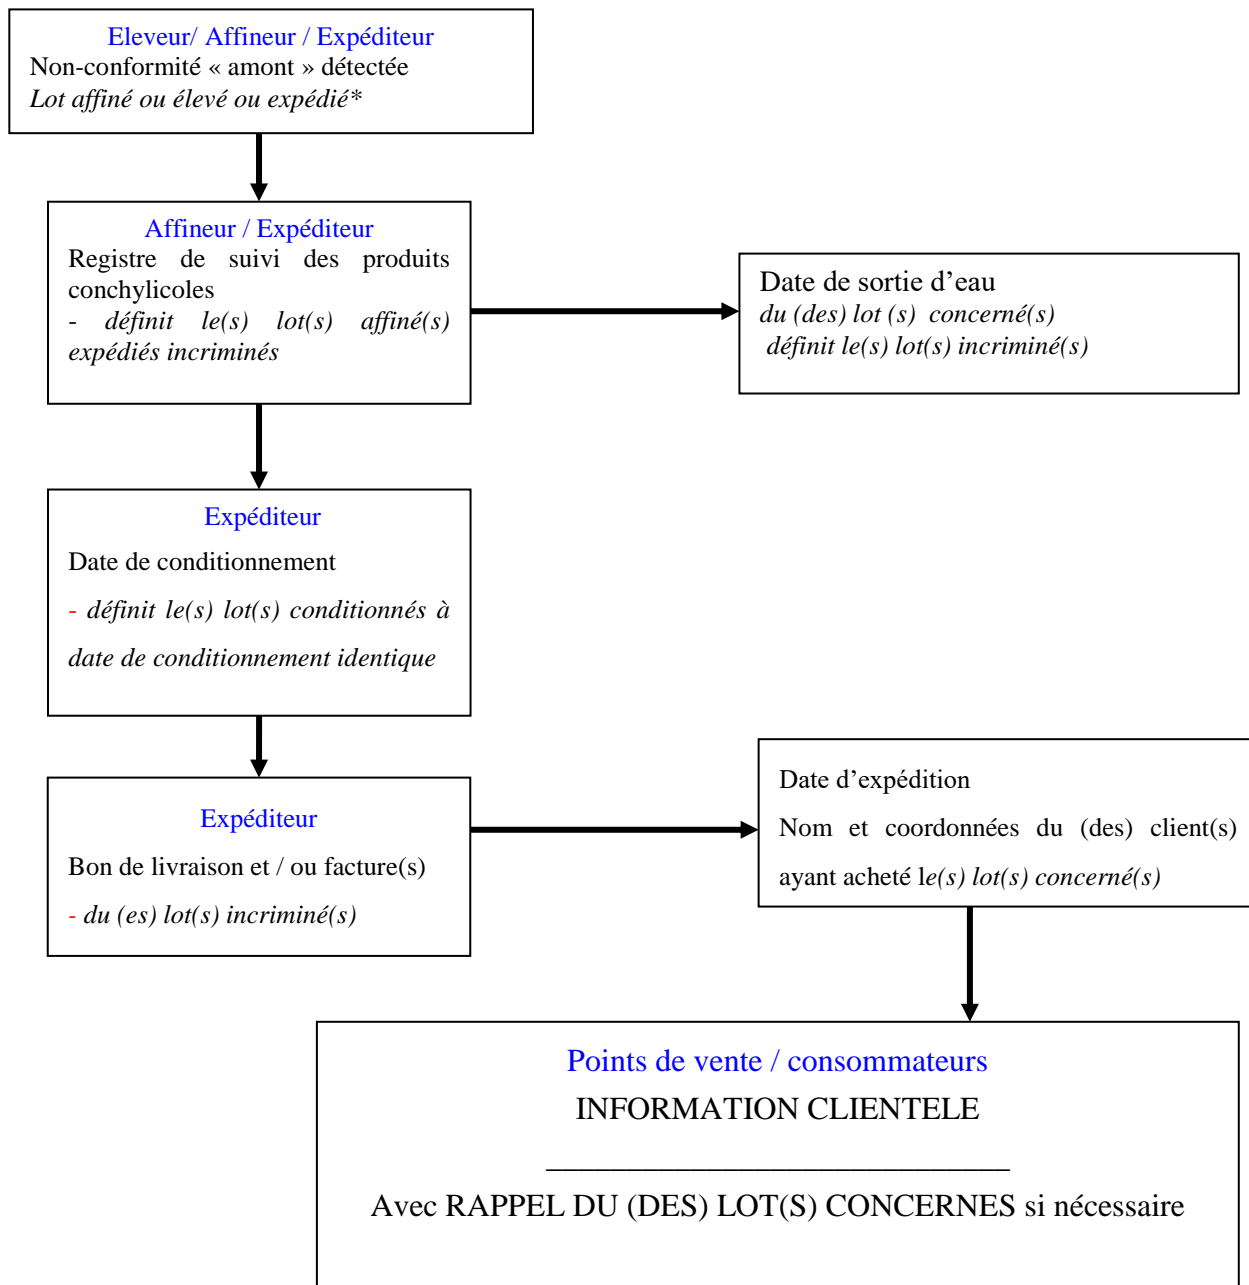 Eleveur/ Affineur / Expéditeur
Non-conformité « amont » détectée
Lot affiné ou élevé ou expédié*
Affineur / Expéditeur
Registre de suivi des produits
conchylicoles
- définit le(s) lot(s) affiné(s)
expédiés incriminés
Date de sortie d’eau
du (des) lot (s) concerné(s)
définit le(s) lot(s) incriminé(s)
Expéditeur
Date de conditionnement
- définit le(s) lot(s) conditionnés à
date de conditionnement identique
Expéditeur
Bon de livraison et / ou facture(s)
- du (es) lot(s) incriminé(s)
Date d’expédition
Nom et coordonnées du (des) client(s)
ayant acheté le(s) lot(s) concerné(s)
Points de vente / consommateurs
INFORMATION CLIENTELE
Avec RAPPEL DU (DES) LOT(S) CONCERNES si nécessaire